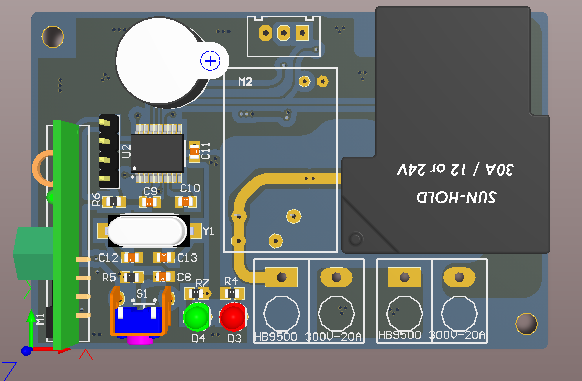 M2
30A / 12 or 24V
SUN-HOLD
U2
C11
R6
C9
C10
Y1
C12
C13
R5
C8
S1
R7
R4
M1
D4
D3
HB9500
300V-20A
HB9500
300V-20A
Z